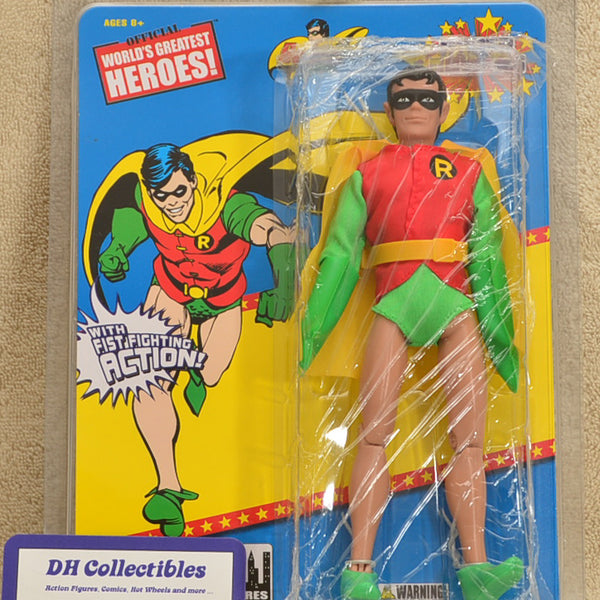 AGES 8+
OFFICIAL
WORLD'S GREATEST
HEROES!
™
R
R
WITH
FIST FIGHTING
ACTION!
DH Collectibles
Action Figures, Comics, Hot Wheels and more ...
WARNING